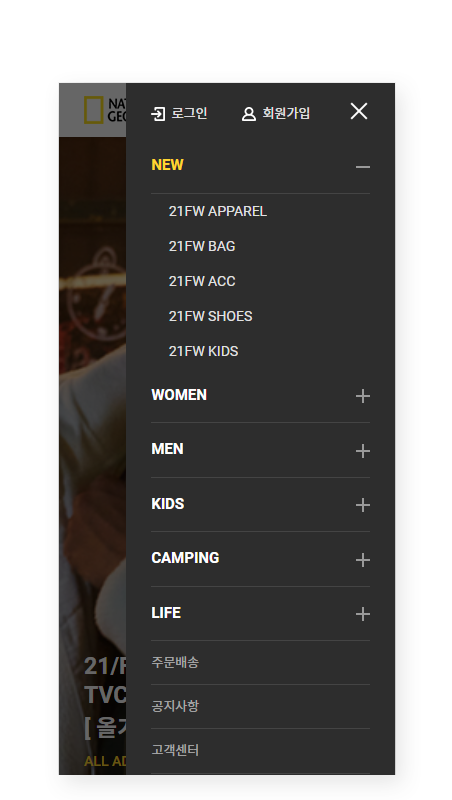 로그인
회원가입
NEW
21FW APPAREL
21FW BAG
21FW ACC
21FW SHOES
21FW KIDS
WOMEN
MEN
KIDS
CAMPING
LIFE
주문배송
공지사항
고객센터
21/F
TVC
[ 올
ALL AD